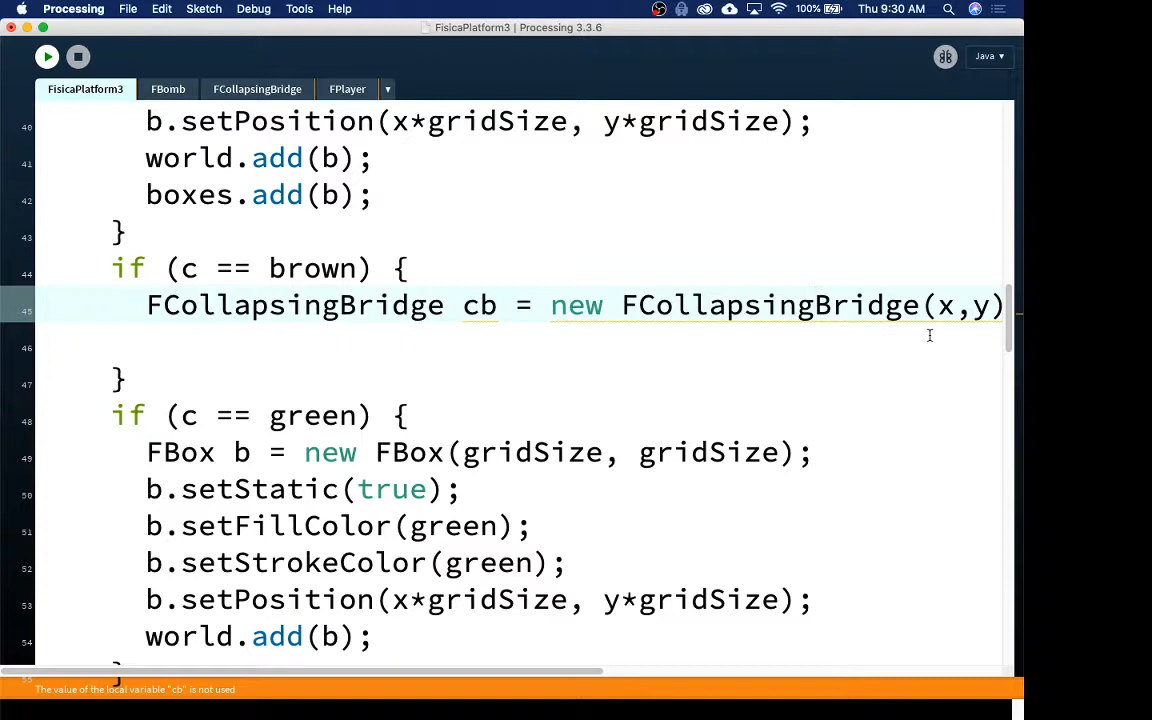 Processing File Edit Sketch Debug Tools Help 100% Thu 9:30 AM
FisicaPlatform3 | Processing 3.3.6
Java ▾
FisicaPlatform3 FBomb FCollapsingBridge FPlayer ▾
40 b.setPosition(x*gridSize, y*gridSize);
41 world.add(b);
42 boxes.add(b);
43 }
44 if (c == brown) {
45 FCollapsingBridge cb = new FCollapsingBridge(x,y)
46
47 }
48 if (c == green) {
49 FBox b = new FBox(gridSize, gridSize);
50 b.setStatic(true);
51 b.setFillColor(green);
52 b.setStrokeColor(green);
53 b.setPosition(x*gridSize, y*gridSize);
54 world.add(b);
55 }
The value of the local variable "cb" is not used